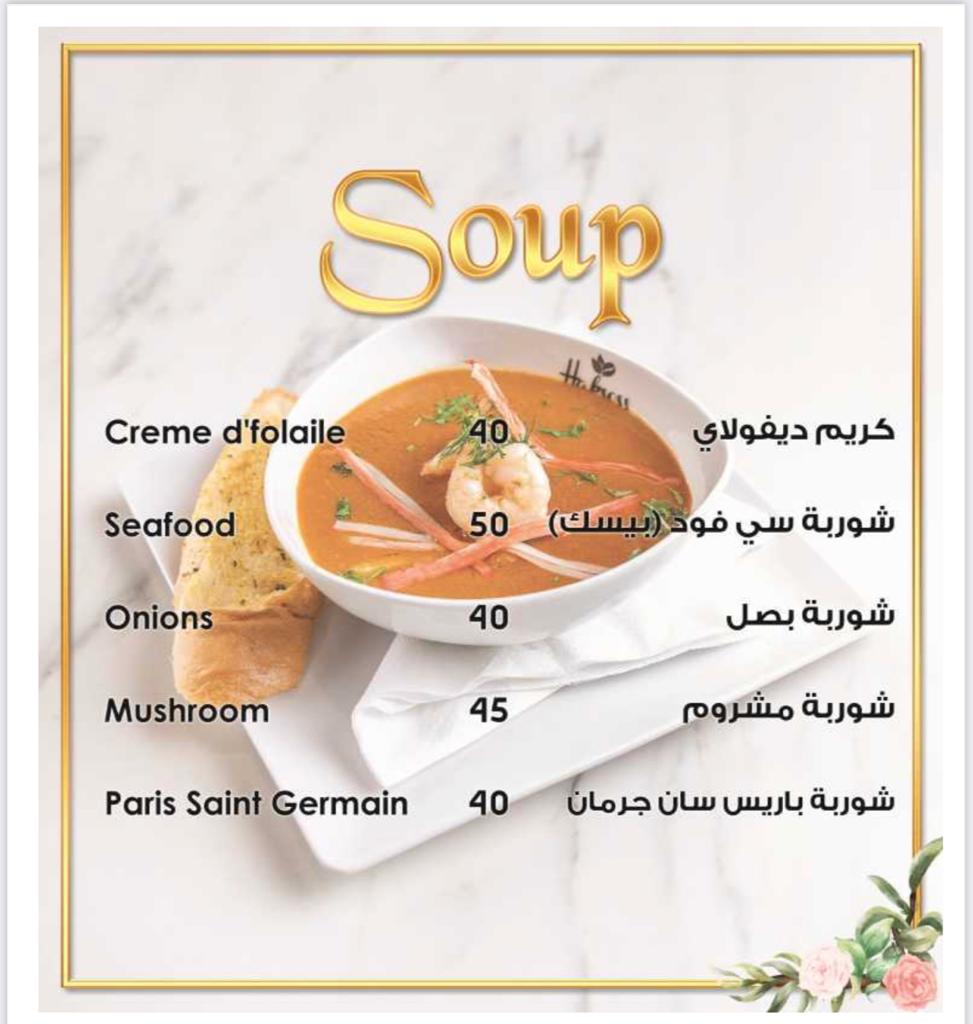 Soup
Creme d'folaile 40 كريم ديفولاي
Seafood 50 شوربة سي فود (بيسك)
Onions 40 شوربة بصل
Mushroom 45 شوربة مشروم
Paris Saint Germain 40 شوربة باريس سان جرمان